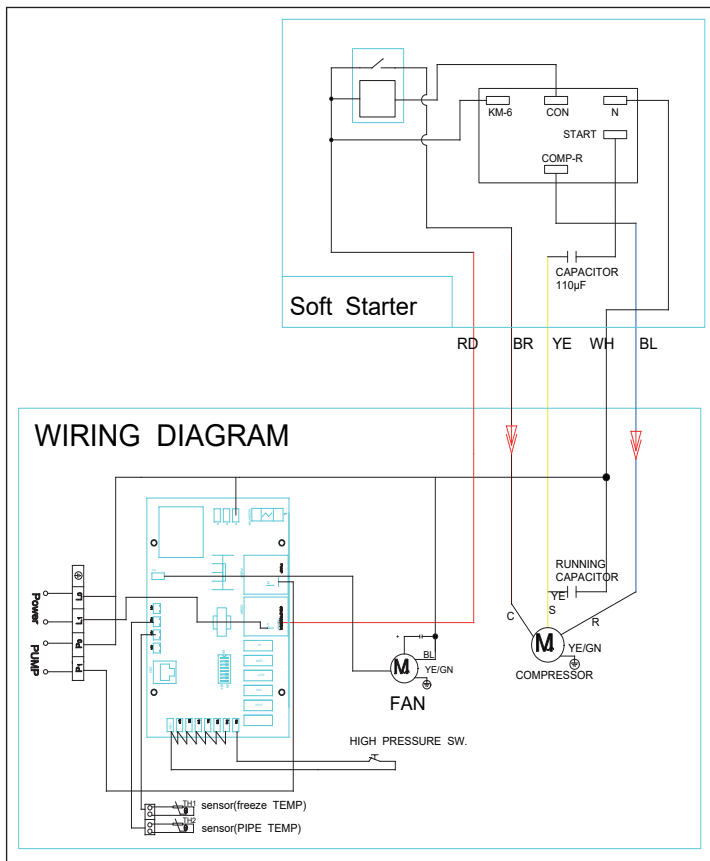 KM-6 CON N
START
COMP-R
CAPACITOR
110µF
Soft Starter
RD BR YE WH BL
WIRING DIAGRAM
RUNNING
CAPACITOR
YE
S
C
R
M
YE/GN
COMPRESSOR
Power
PUMP
L0
L1
P0
P1
BL
M
YE/GN
FAN
HIGH PRESSURE SW.
TH1 sensor(freeze TEMP)
TH2 sensor(PIPE TEMP)